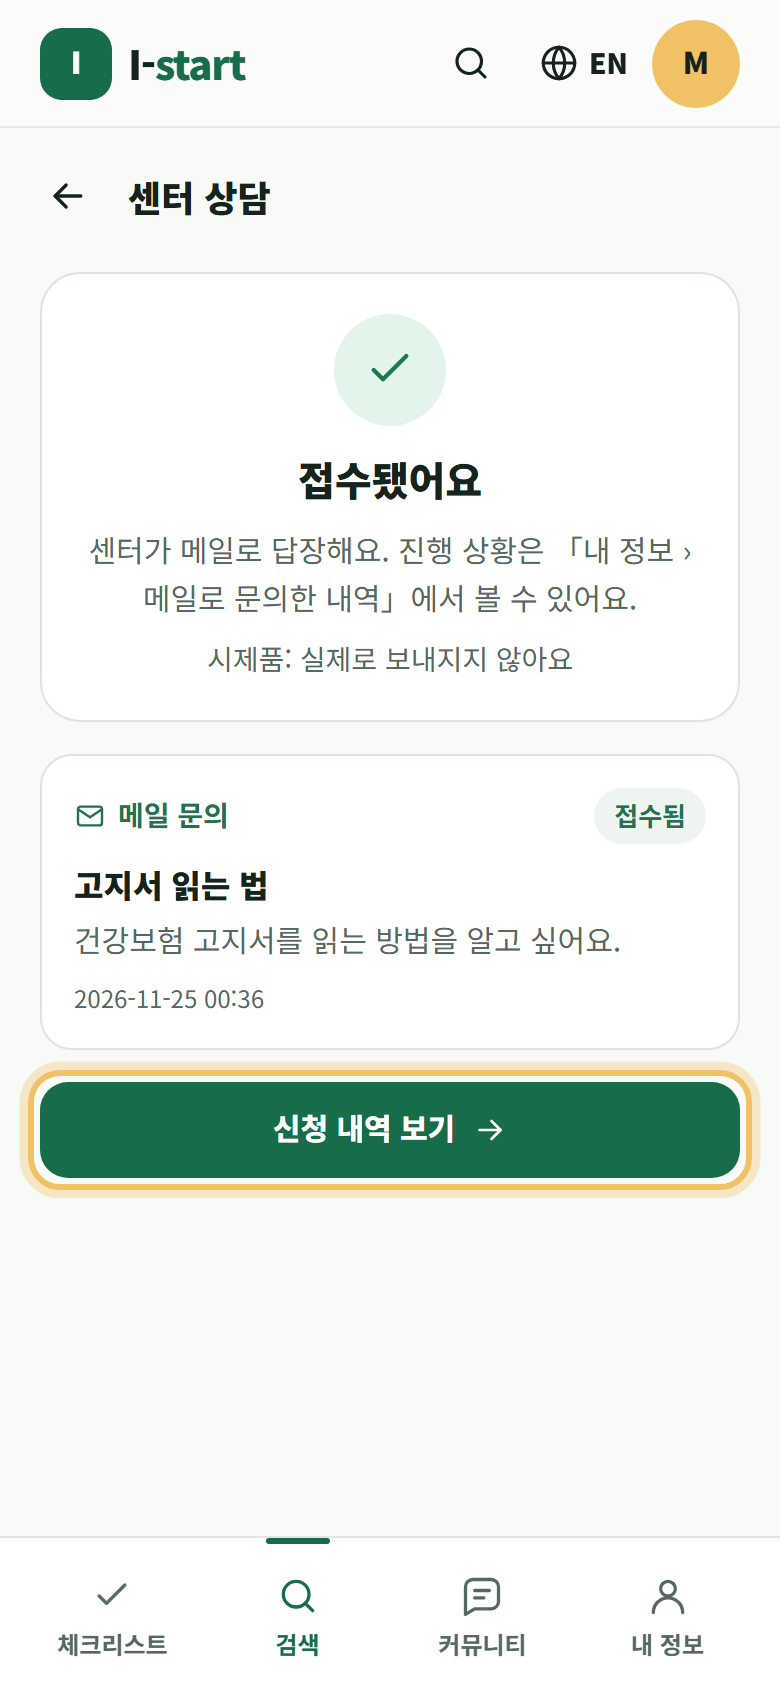 I
I-start
EN
M
센터 상담
접수됐어요
센터가 메일로 답장해요. 진행 상황은 「내 정보 ›
메일로 문의한 내역」에서 볼 수 있어요.
시제품: 실제로 보내지지 않아요
메일 문의
접수됨
고지서 읽는 법
건강보험 고지서를 읽는 방법을 알고 싶어요.
2026-11-25 00:36
신청 내역 보기 →
체크리스트
검색
커뮤니티
내 정보